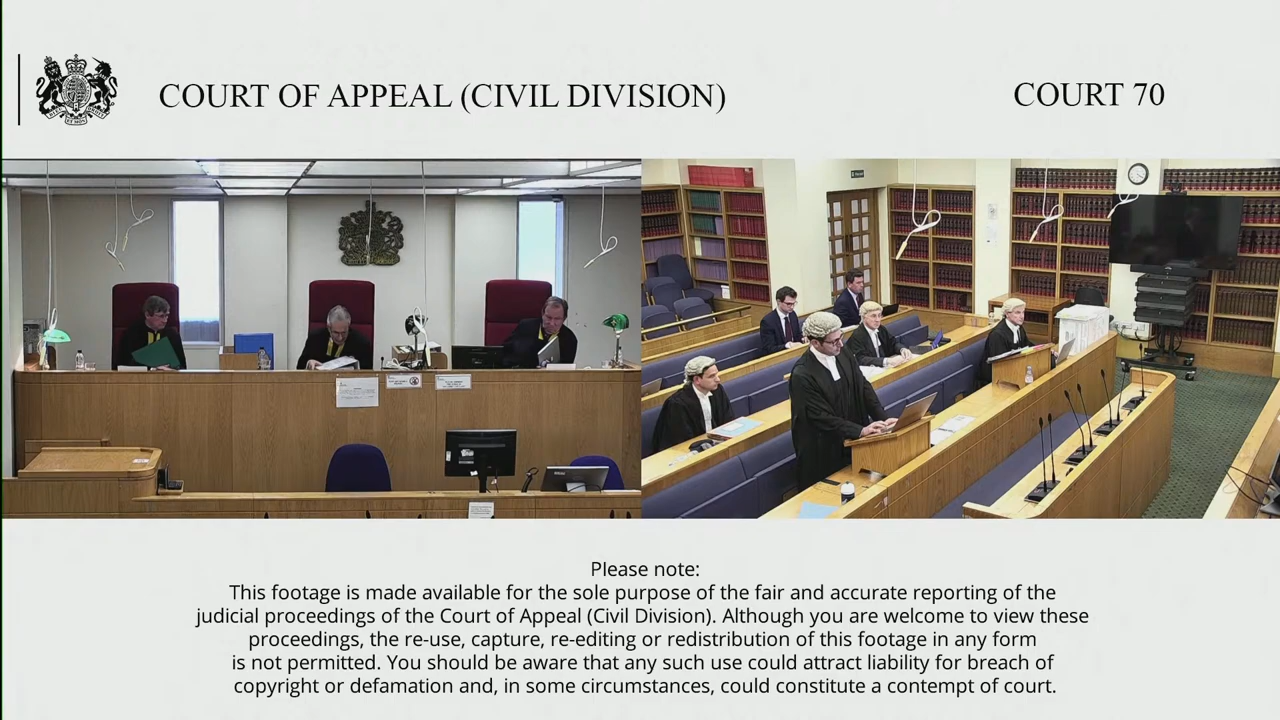 COURT OF APPEAL (CIVIL DIVISION)
COURT 70
Please note:
This footage is made available for the sole purpose of the fair and accurate reporting of the
judicial proceedings of the Court of Appeal (Civil Division). Although you are welcome to view these
proceedings, the re-use, capture, re-editing or redistribution of this footage in any form
is not permitted. You should be aware that any such use could attract liability for breach of
copyright or defamation and, in some circumstances, could constitute a contempt of court.